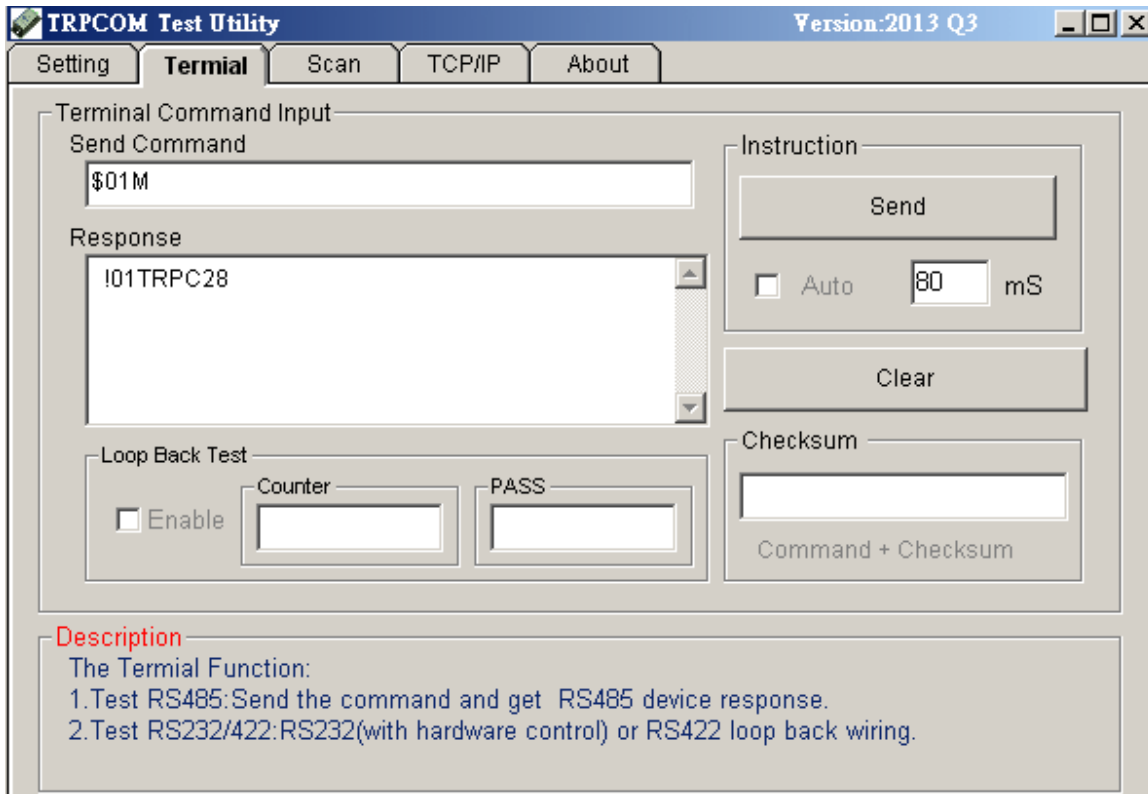 TRPCOM Test Utility Version:2013 Q3
Setting Termial Scan TCP/IP About
Terminal Command Input
Send Command
$01M
Response
!01TRPC28
Instruction
Send
Auto 80 mS
Clear
Loop Back Test
Enable
Counter
PASS
Checksum
Command + Checksum
Description
The Termial Function:
1.Test RS485:Send the command and get  RS485 device response.
2.Test RS232/422:RS232(with hardware control) or RS422 loop back wiring.